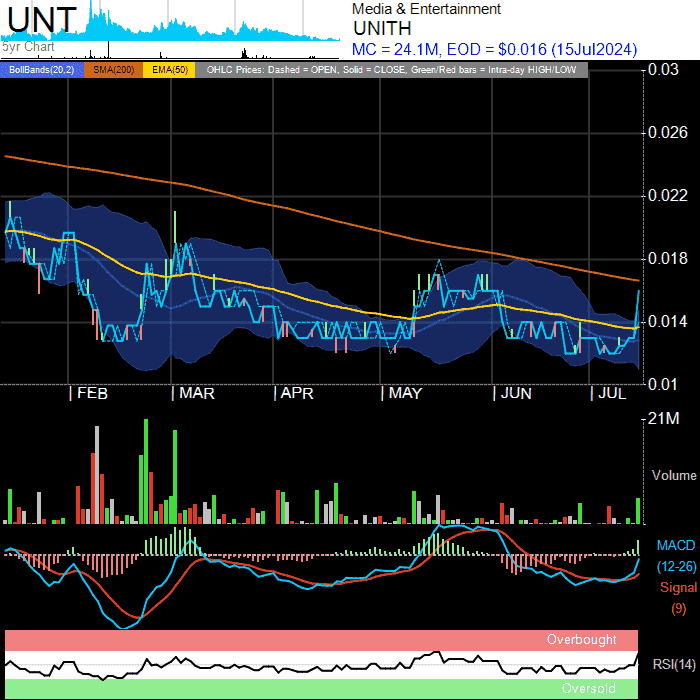 UNT
5yr Chart
Media & Entertainment
UNITH
MC = 24.1M, EOD = $0.016 (15Jul2024)
BollBands(20,2) SMA(200) EMA(50) OHLC Prices: Dashed = OPEN, Solid = CLOSE, Green/Red bars = Intra-day HIGH/LOW
0.03
0.026
0.022
0.018
0.014
0.01
FEB MAR APR MAY JUN JUL
21M
Volume
MACD
(12-26)
Signal
(9)
Overbought
RSI(14)
Oversold